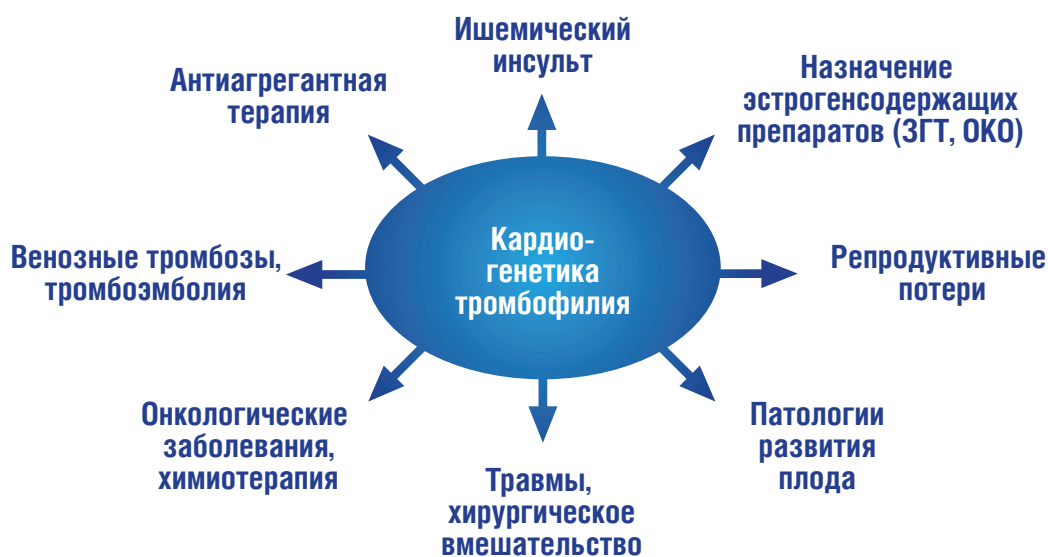 Ишемический
инсульт
Антиагрегантная
терапия
Назначение
эстрогенсодержащих
препаратов (ЗГТ, ОКО)
Кардио-
генетика
тромбофилия
Венозные тромбозы,
тромбоэмболия
Репродуктивные
потери
Онкологические
заболевания,
химиотерапия
Патологии
развития
плода
Травмы,
хирургическое
вмешательство